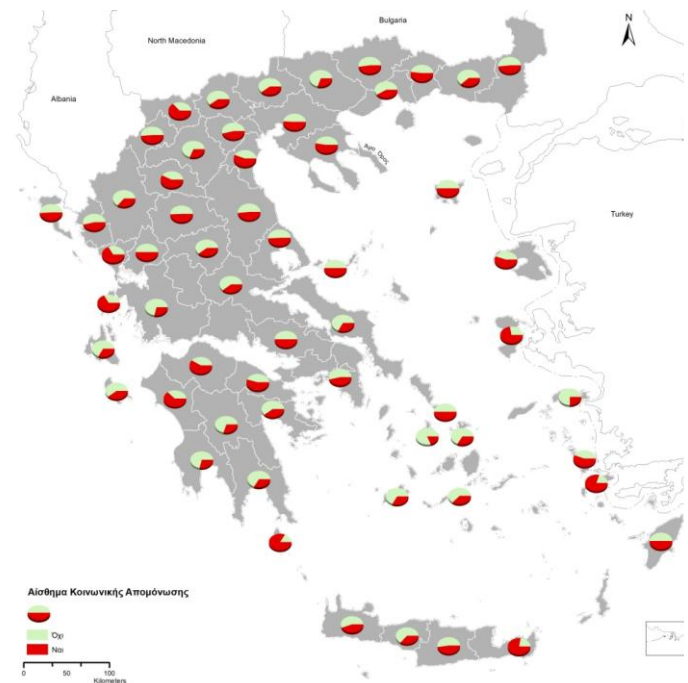 Bulgaria
N
North Macedonia
Albania
Άγιο Όρος
Turkey
Αίσθημα Κοινωνικής Απομόνωσης
Όχι
Ναι
0 50 100
Kilometers